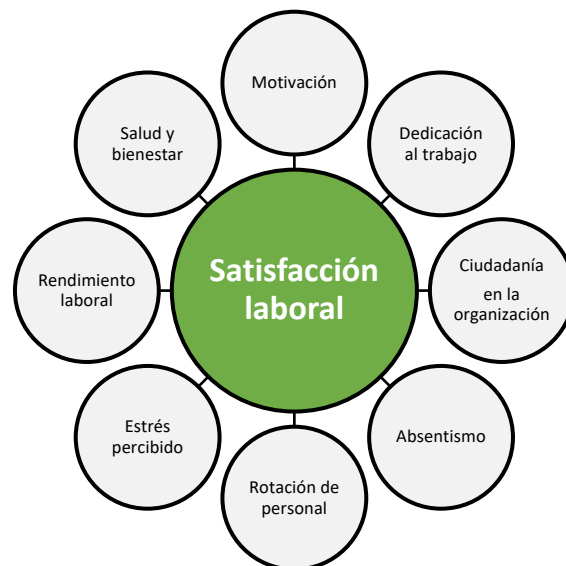 Motivación
Salud y
bienestar
Dedicación
al trabajo
Rendimiento
laboral
Satisfacción
laboral
Ciudadanía
en la
organización
Estrés
percibido
Absentismo
Rotación de
personal